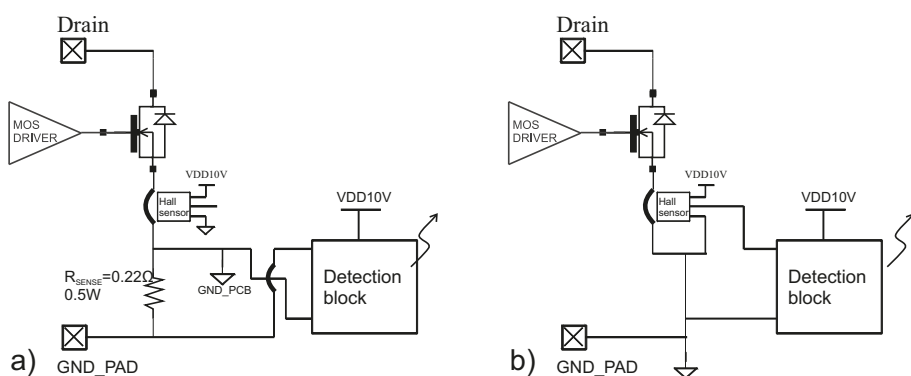 Drain
MOS
DRIVER
VDD10V
Hall
sensor
VDD10V
R_SENSE=0.22Ω
0.5W
GND_PCB
Detection
block
a)
GND_PAD
Drain
MOS
DRIVER
VDD10V
Hall
sensor
VDD10V
Detection
block
b)
GND_PAD